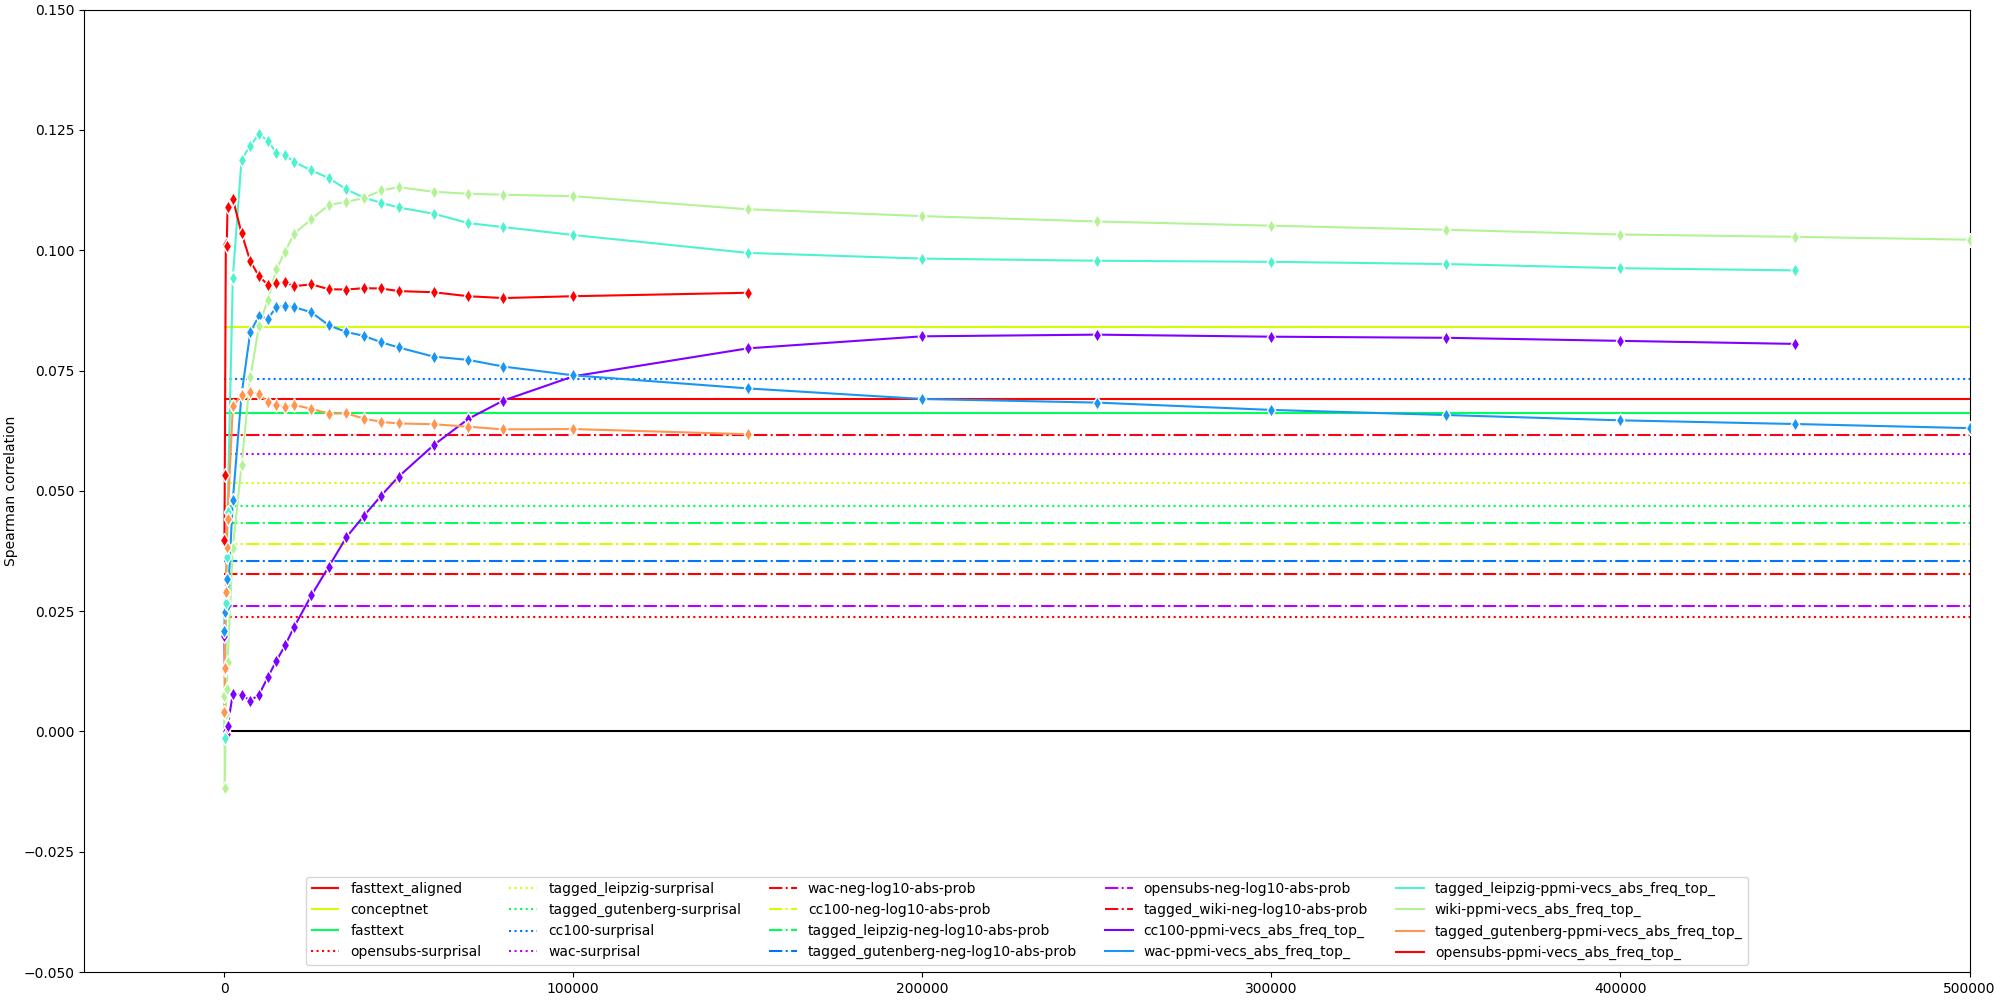 0.150
0.125
0.100
0.075
0.050
0.025
0.000
−0.025
−0.050
Spearman correlation
0 100000 200000 300000 400000 500000
fasttext_aligned
conceptnet
fasttext
opensubs-surprisal
tagged_leipzig-surprisal
tagged_gutenberg-surprisal
cc100-surprisal
wac-surprisal
wac-neg-log10-abs-prob
cc100-neg-log10-abs-prob
tagged_leipzig-neg-log10-abs-prob
tagged_gutenberg-neg-log10-abs-prob
opensubs-neg-log10-abs-prob
tagged_wiki-neg-log10-abs-prob
cc100-ppmi-vecs_abs_freq_top_
wac-ppmi-vecs_abs_freq_top_
tagged_leipzig-ppmi-vecs_abs_freq_top_
wiki-ppmi-vecs_abs_freq_top_
tagged_gutenberg-ppmi-vecs_abs_freq_top_
opensubs-ppmi-vecs_abs_freq_top_